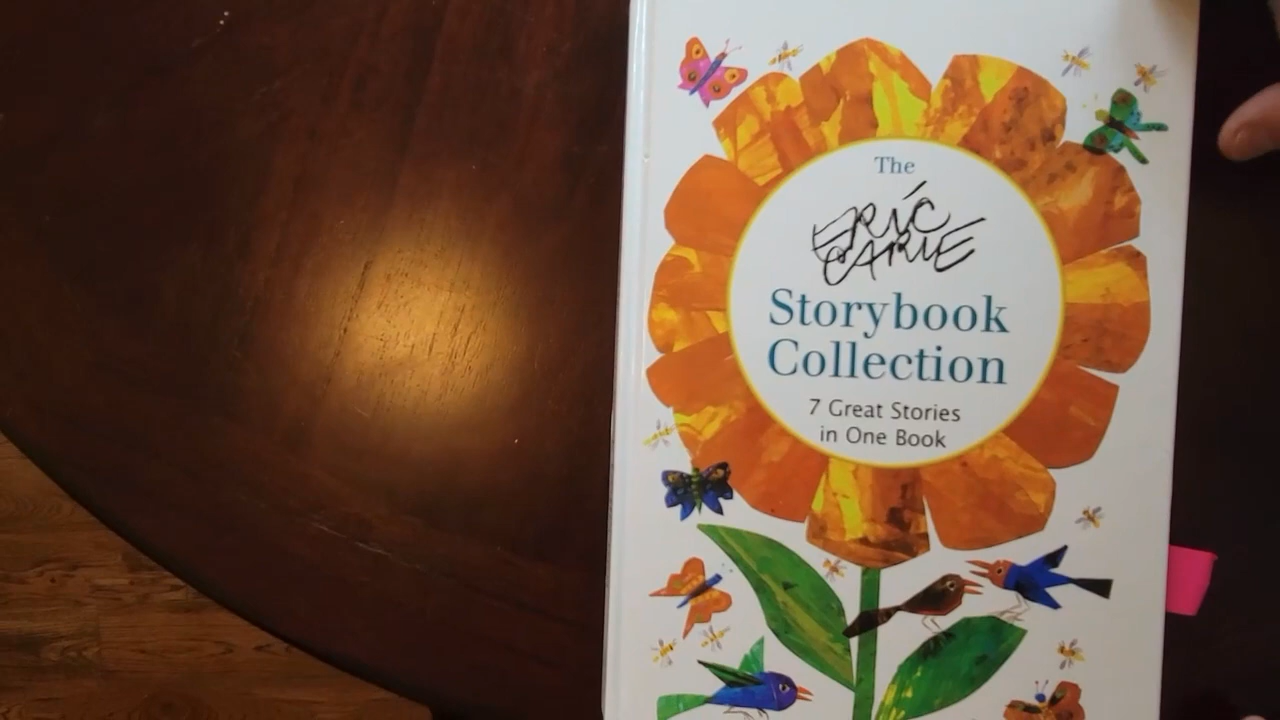 The
ERIC
CARLE
Storybook
Collection
7 Great Stories
in One Book